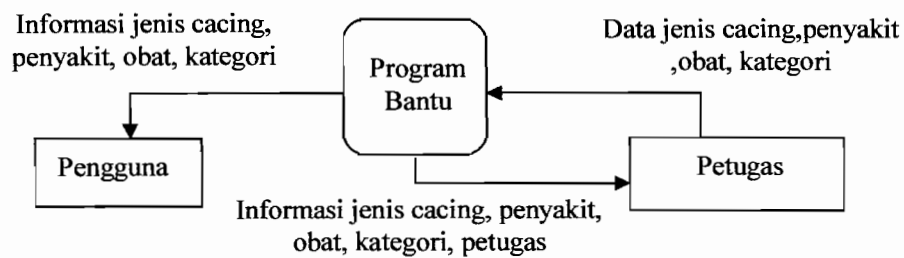 Informasi jenis cacing,
penyakit, obat, kategori
Program
Bantu
Data jenis cacing,penyakit
,obat, kategori
Pengguna
Petugas
Informasi jenis cacing, penyakit,
obat, kategori, petugas